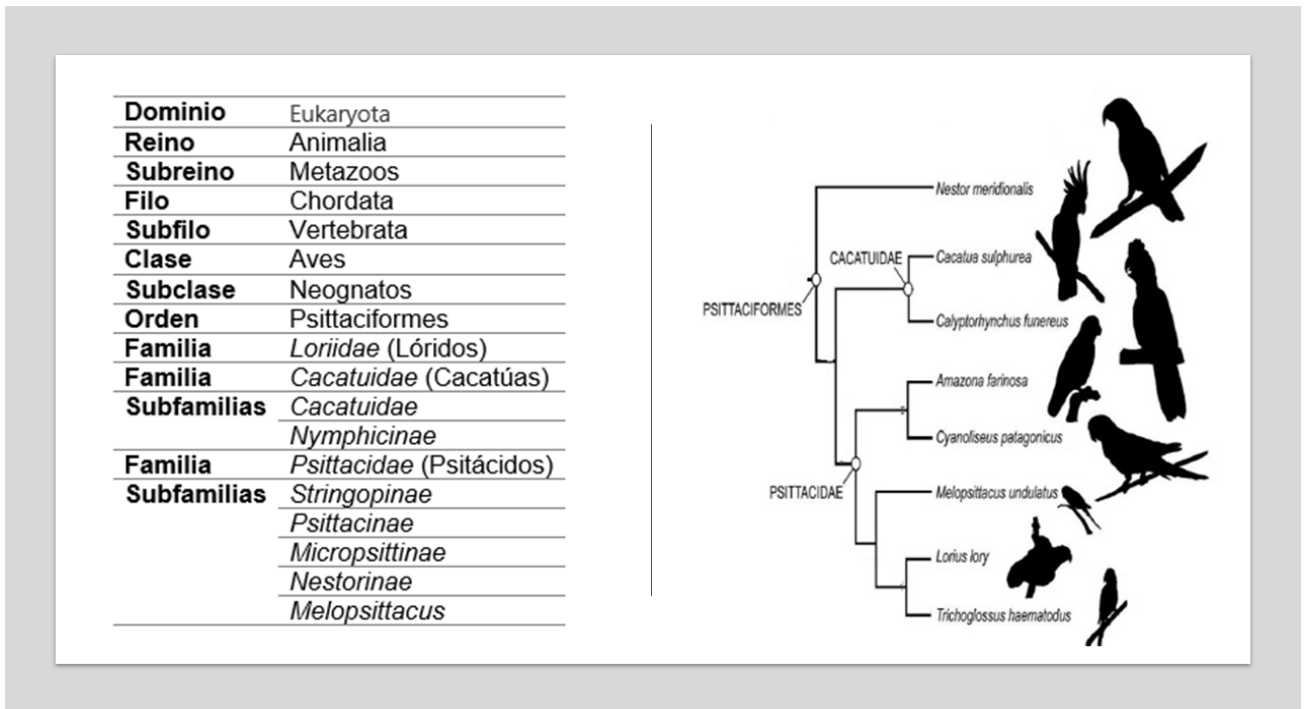 Dominio Eukaryota
Reino Animalia
Subreino Metazoos
Filo Chordata
Subfilo Vertebrata
Clase Aves
Subclase Neognatos
Orden Psittaciformes
Familia Loriidae (Lóridos)
Familia Cacatuidae (Cacatúas)
Subfamilias Cacatuidae
Nymphicinae
Familia Psittacidae (Psitácidos)
Subfamilias Stringopinae
Psittacinae
Micropsittinae
Nestorinae
Melopsittacus
Nestor meridionalis
CACATUIDAE
Cacatua sulphurea
PSITTACIFORMES
Calyptorhynchus funereus
Amazona farinosa
Cyanoliseus patagonicus
PSITTACIDAE
Melopsittacus undulatus
Lorius lory
Trichoglossus haematodus